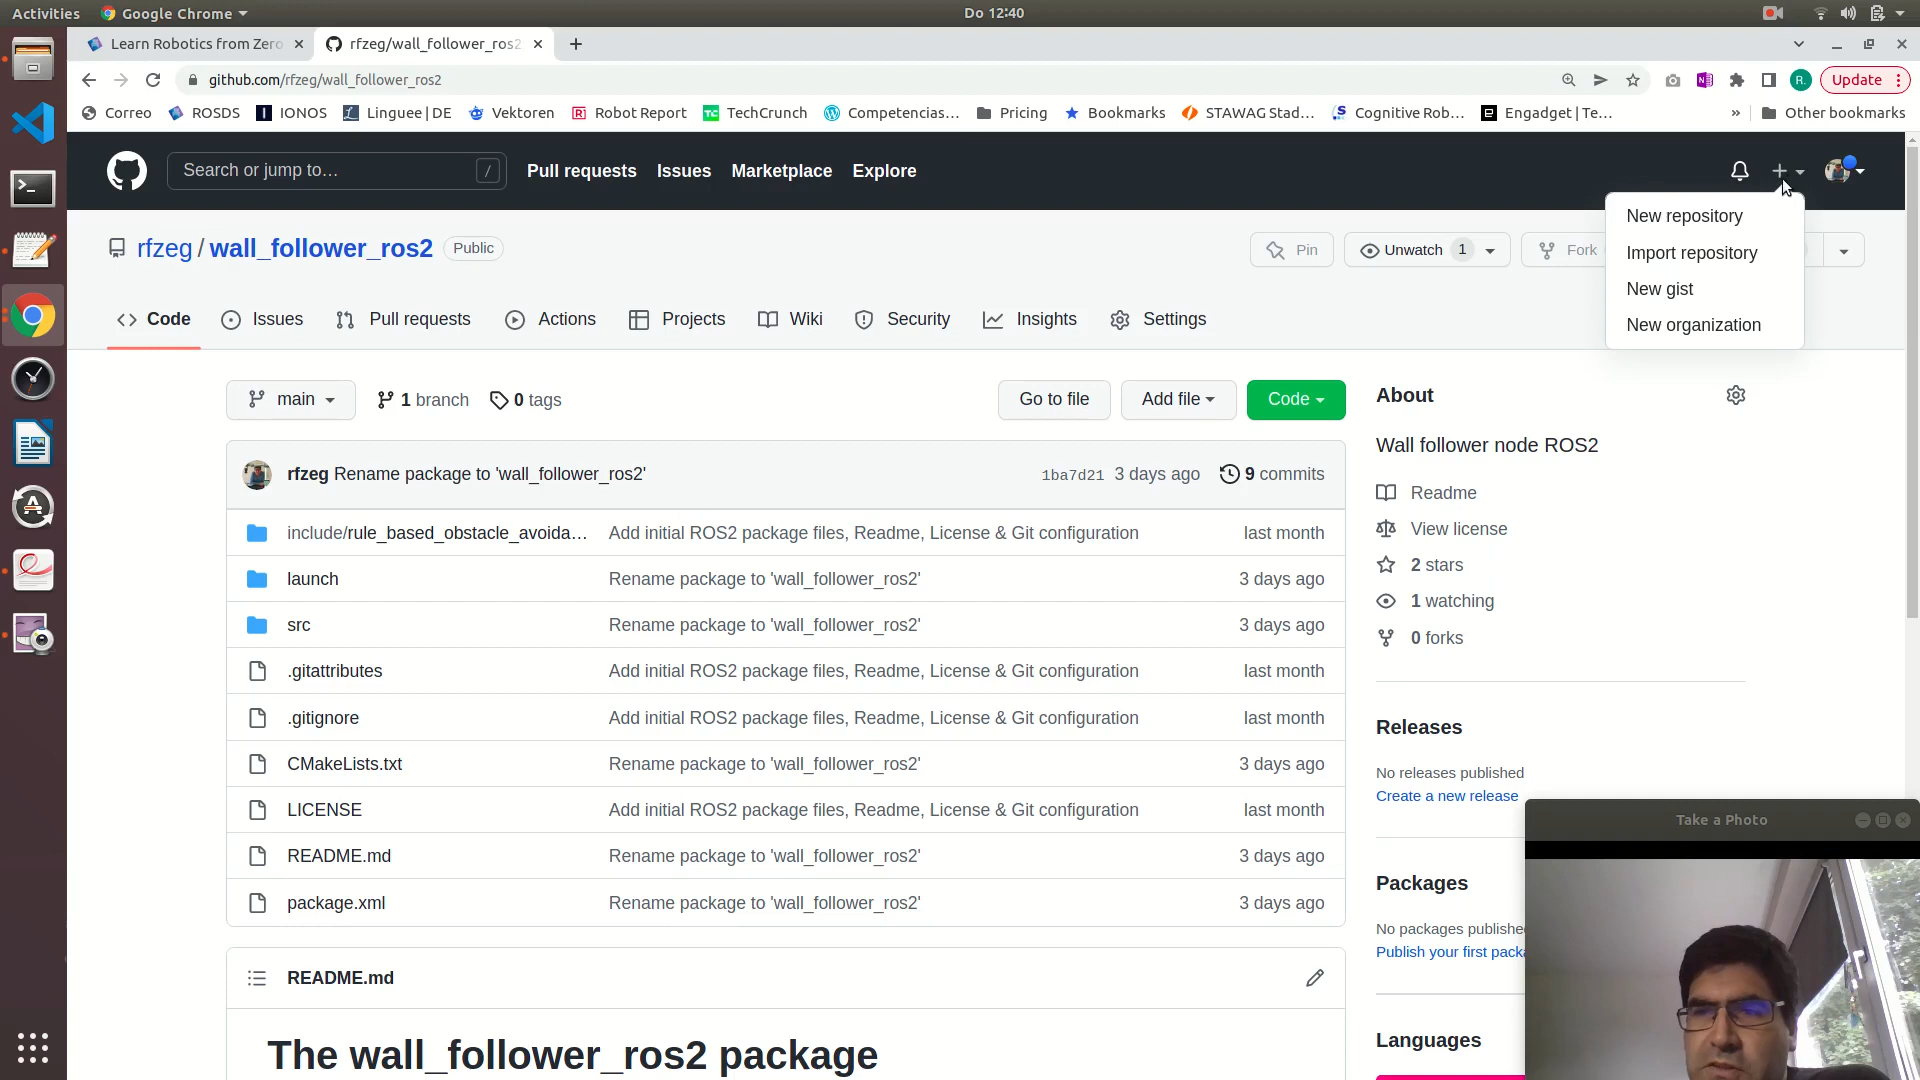 Activities Google Chrome Do 12:40
Learn Robotics from Zero rfzeg/wall_follower_ros2
github.com/rfzeg/wall_follower_ros2 R. Update
Correo ROSDS IONOS Linguee | DE Vektoren Robot Report TechCrunch Competencias… Pricing Bookmarks STAWAG Stad… Cognitive Rob… Engadget | Te… » Other bookmarks
Search or jump to… / Pull requests Issues Marketplace Explore
New repository
Import repository
New gist
New organization
rfzeg / wall_follower_ros2 Public Pin Unwatch 1 Fork
Code Issues Pull requests Actions Projects Wiki Security Insights Settings
main 1 branch 0 tags Go to file Add file Code
rfzeg Rename package to 'wall_follower_ros2' 1ba7d21 3 days ago 9 commits
include/rule_based_obstacle_avoida… Add initial ROS2 package files, Readme, License & Git configuration last month
launch Rename package to 'wall_follower_ros2' 3 days ago
src Rename package to 'wall_follower_ros2' 3 days ago
.gitattributes Add initial ROS2 package files, Readme, License & Git configuration last month
.gitignore Add initial ROS2 package files, Readme, License & Git configuration last month
CMakeLists.txt Rename package to 'wall_follower_ros2' 3 days ago
LICENSE Add initial ROS2 package files, Readme, License & Git configuration last month
README.md Rename package to 'wall_follower_ros2' 3 days ago
package.xml Rename package to 'wall_follower_ros2' 3 days ago
README.md
The wall_follower_ros2 package
About
Wall follower node ROS2
Readme
View license
2 stars
1 watching
0 forks
Releases
No releases published
Create a new release
Packages
No packages published
Publish your first packa
Languages
Take a Photo